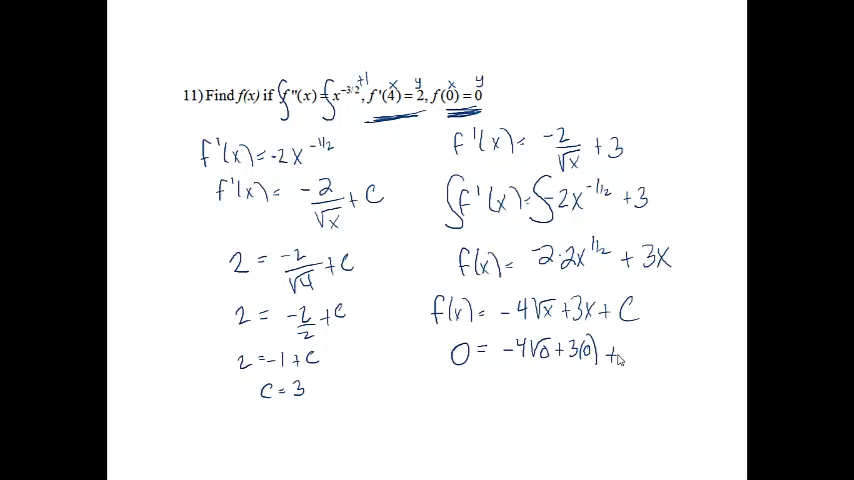 11) Find f(x) if ∫ f''(x) = ∫ x^{-3/2}, f'(4) = 2, f(0) = 0
+1 x y x y
f'(x) = -2x^{-1/2}
f'(x) = -2/√x + C
2 = -2/√4 + C
2 = -2/2 + C
2 = -1 + C
C = 3
f'(x) = -2/√x + 3
∫ f'(x) = ∫ -2x^{-1/2} + 3
f(x) = -2·2x^{1/2} + 3x
f(x) = -4√x + 3x + C
0 = -4√0 + 3(0) +